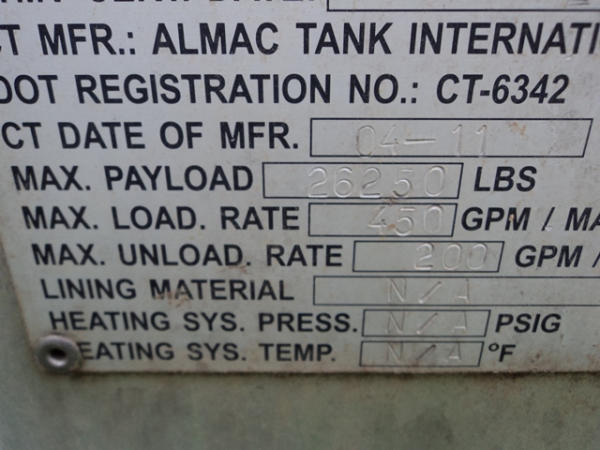 CT MFR.: ALMAC TANK INTERNATI
DOT REGISTRATION NO.: CT-6342
CT DATE OF MFR. 04-11
MAX. PAYLOAD 26250 LBS
MAX. LOAD. RATE 450 GPM / MA
MAX. UNLOAD. RATE 200 GPM /
LINING MATERIAL N/A
HEATING SYS. PRESS. N/A PSIG
EATING SYS. TEMP. N/A °F